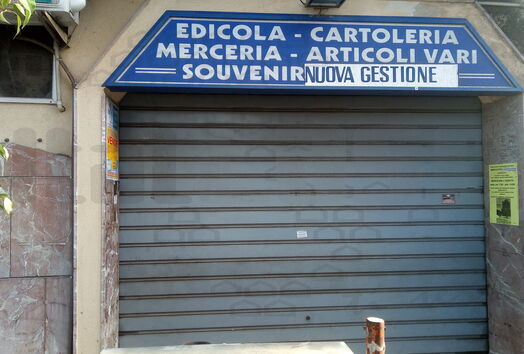 EDICOLA - CARTOLERIA
MERCERIA - ARTICOLI VARI
SOUVENIR NUOVA GESTIONE